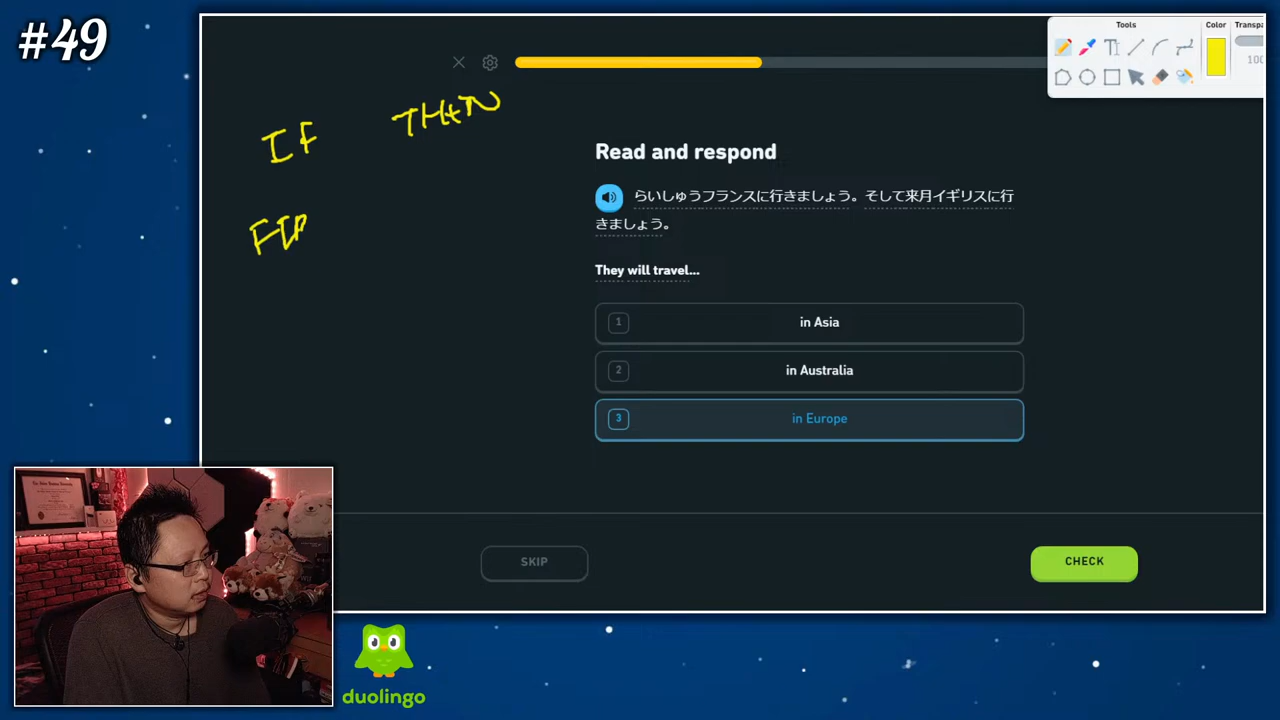 #49
Tools
Color
Transpa
100
IF THEN
Read and respond
らいしゅうフランスに行きましょう。そして来月イギリスに行
きましょう。
They will travel...
1 in Asia
2 in Australia
3 in Europe
SKIP
CHECK
duolingo